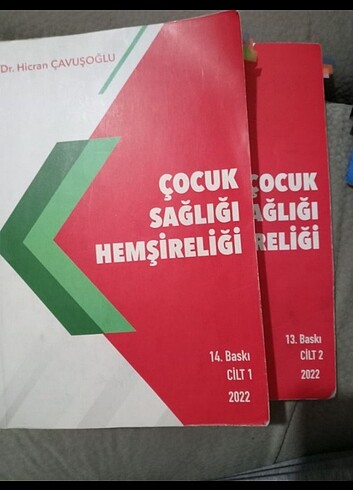 Dr. Hicran ÇAVUŞOĞLU
ÇOCUK
SAĞLIĞI
HEMŞİRELİĞİ
14. Baskı
CİLT 1
2022
ÇOCUK
AĞLIĞI
RELİĞİ
13. Baskı
CİLT 2
2022